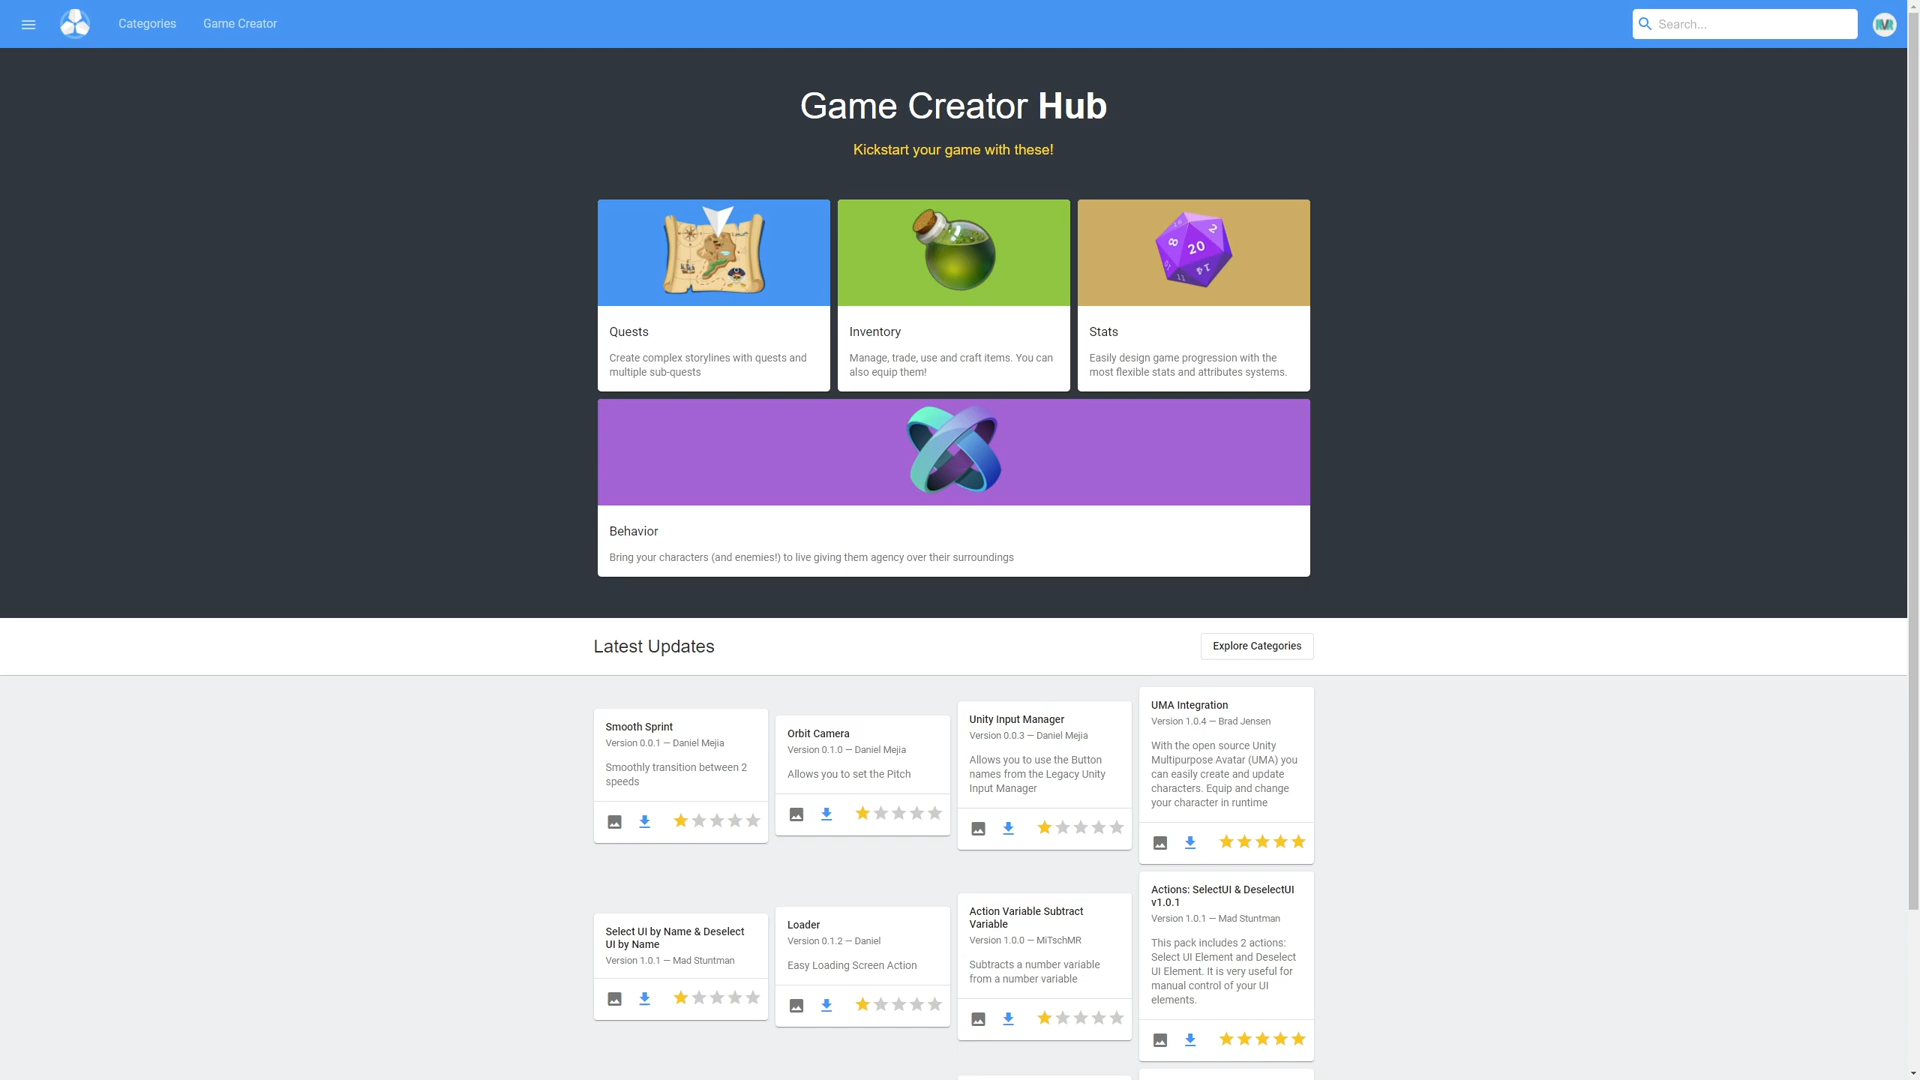 Categories
Game Creator
Search...
Game Creator Hub
Kickstart your game with these!
20
8
2
14
11
Quests
Create complex storylines with quests and
multiple sub-quests
Inventory
Manage, trade, use and craft items. You can
also equip them!
Stats
Easily design game progression with the
most flexible stats and attributes systems.
Behavior
Bring your characters (and enemies!) to live giving them agency over their surroundings
Latest Updates
Explore Categories
Smooth Sprint
Version 0.0.1 — Daniel Mejia
Smoothly transition between 2
speeds
Orbit Camera
Version 0.1.0 — Daniel Mejia
Allows you to set the Pitch
Unity Input Manager
Version 0.0.3 — Daniel Mejia
Allows you to use the Button
names from the Legacy Unity
Input Manager
UMA Integration
Version 1.0.4 — Brad Jensen
With the open source Unity
Multipurpose Avatar (UMA) you
can easily create and update
characters. Equip and change
your character in runtime
Select UI by Name & Deselect
UI by Name
Version 1.0.1 — Mad Stuntman
Loader
Version 0.1.2 — Daniel
Easy Loading Screen Action
Action Variable Subtract
Variable
Version 1.0.0 — MiTschMR
Subtracts a number variable
from a number variable
Actions: SelectUI & DeselectUI
v1.0.1
Version 1.0.1 — Mad Stuntman
This pack includes 2 actions:
Select UI Element and Deselect
UI Element. It is very useful for
manual control of your UI
elements.